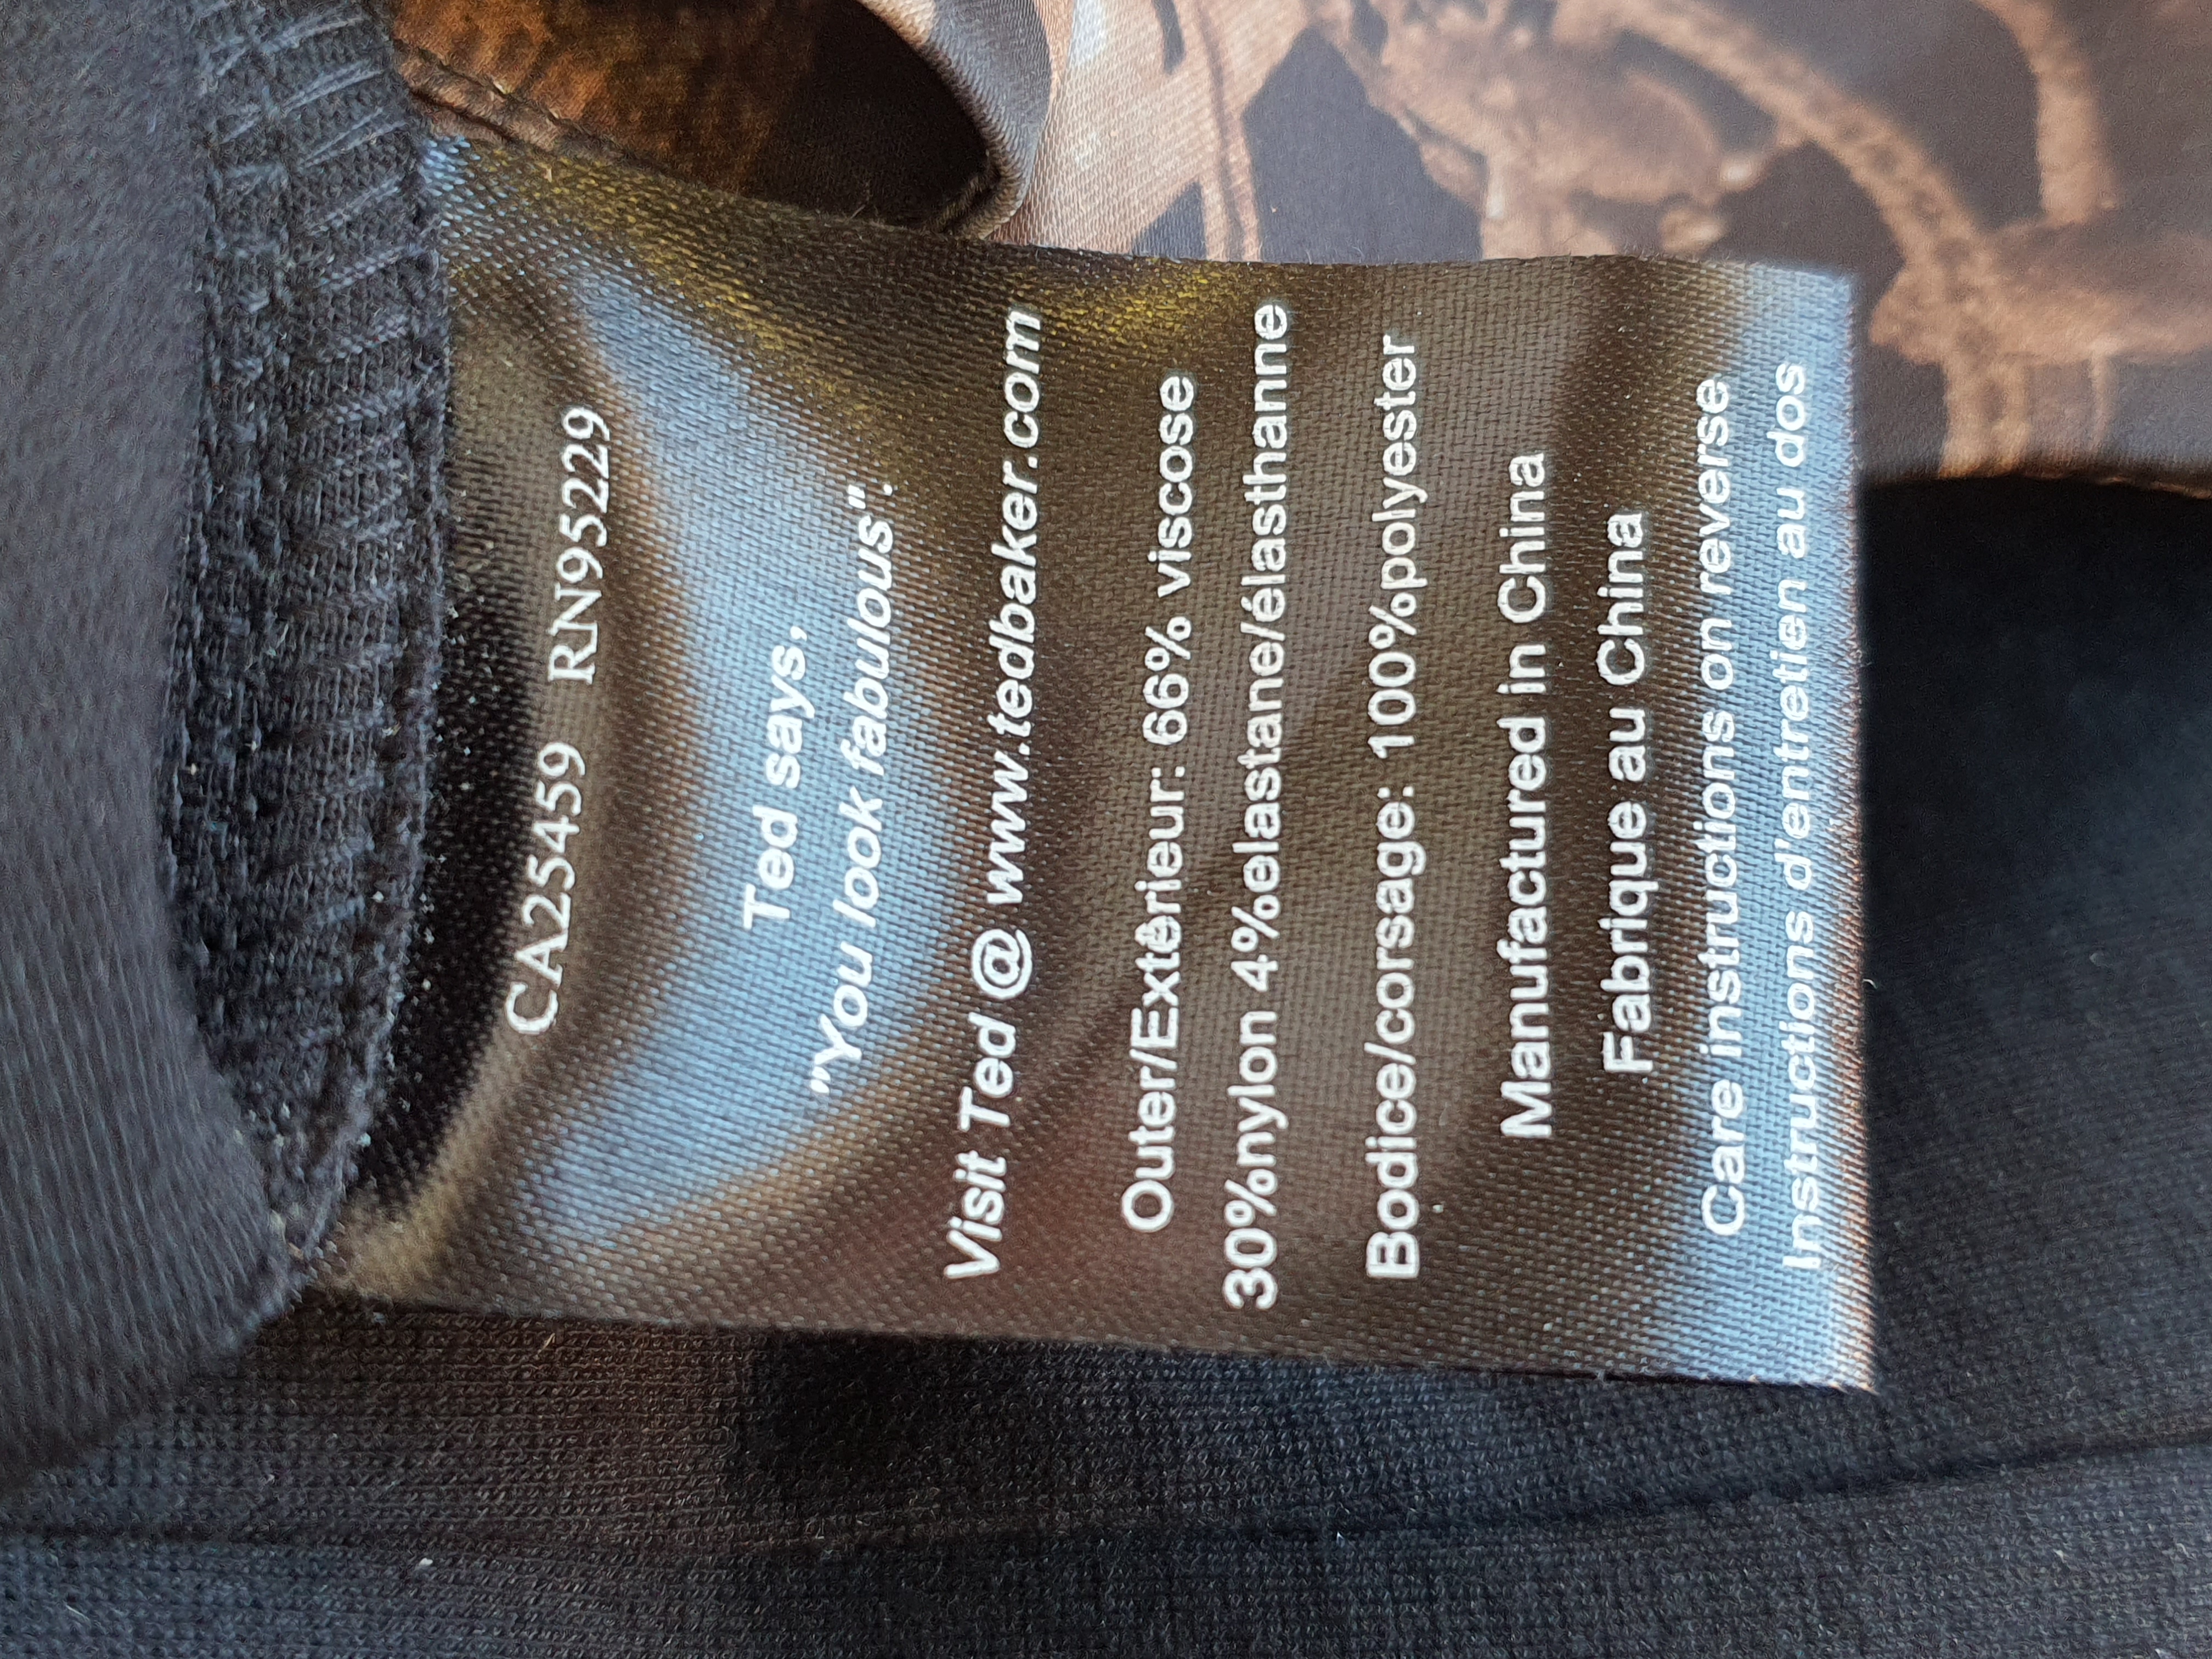 CA25459 RN95229
Ted says,
"You look fabulous".
Visit Ted @ www.tedbaker.com
Outer/Extérieur: 66% viscose
30%nylon 4%elastane/élasthanne
Bodice/corsage: 100%polyester
Manufactured in China
Fabrique au China
Care instructions on reverse
Instructions d'entretien au dos